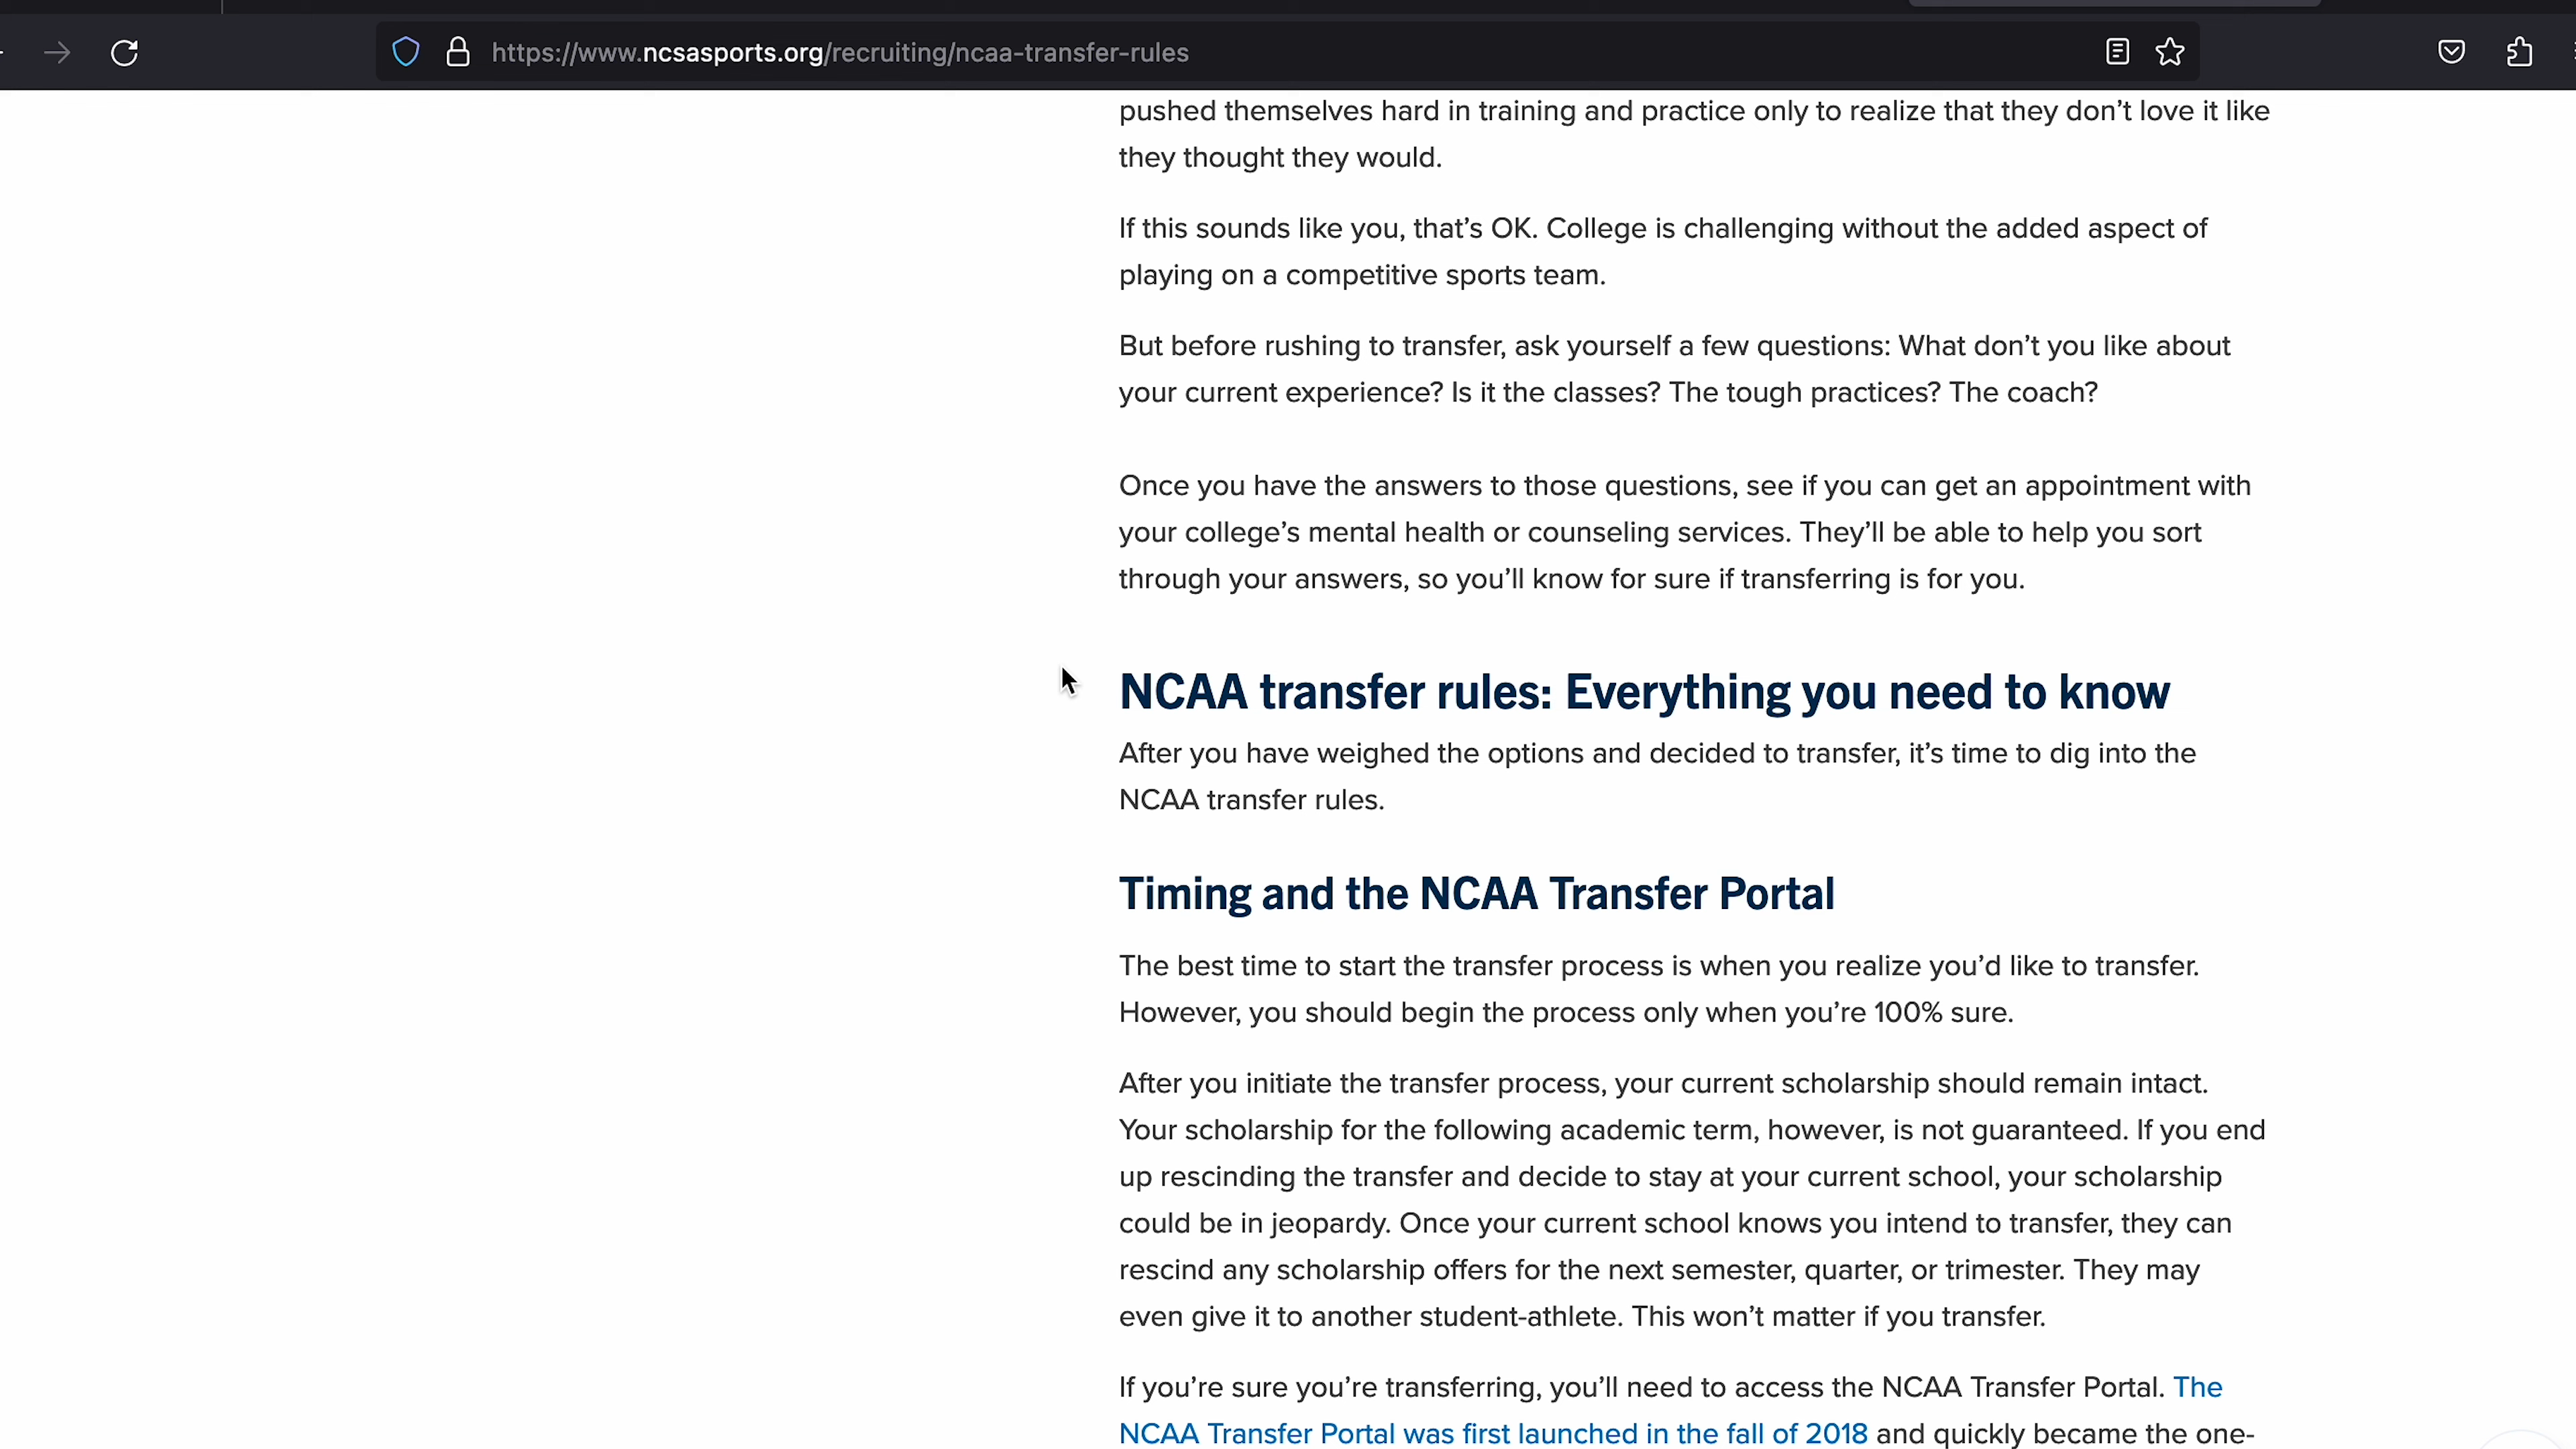 https://www.ncsasports.org/recruiting/ncaa-transfer-rules
pushed themselves hard in training and practice only to realize that they don’t love it like
they thought they would.
If this sounds like you, that’s OK. College is challenging without the added aspect of
playing on a competitive sports team.
But before rushing to transfer, ask yourself a few questions: What don’t you like about
your current experience? Is it the classes? The tough practices? The coach?
Once you have the answers to those questions, see if you can get an appointment with
your college’s mental health or counseling services. They’ll be able to help you sort
through your answers, so you’ll know for sure if transferring is for you.
NCAA transfer rules: Everything you need to know
After you have weighed the options and decided to transfer, it’s time to dig into the
NCAA transfer rules.
Timing and the NCAA Transfer Portal
The best time to start the transfer process is when you realize you’d like to transfer.
However, you should begin the process only when you’re 100% sure.
After you initiate the transfer process, your current scholarship should remain intact.
Your scholarship for the following academic term, however, is not guaranteed. If you end
up rescinding the transfer and decide to stay at your current school, your scholarship
could be in jeopardy. Once your current school knows you intend to transfer, they can
rescind any scholarship offers for the next semester, quarter, or trimester. They may
even give it to another student-athlete. This won’t matter if you transfer.
If you’re sure you’re transferring, you’ll need to access the NCAA Transfer Portal. The
NCAA Transfer Portal was first launched in the fall of 2018 and quickly became the one-